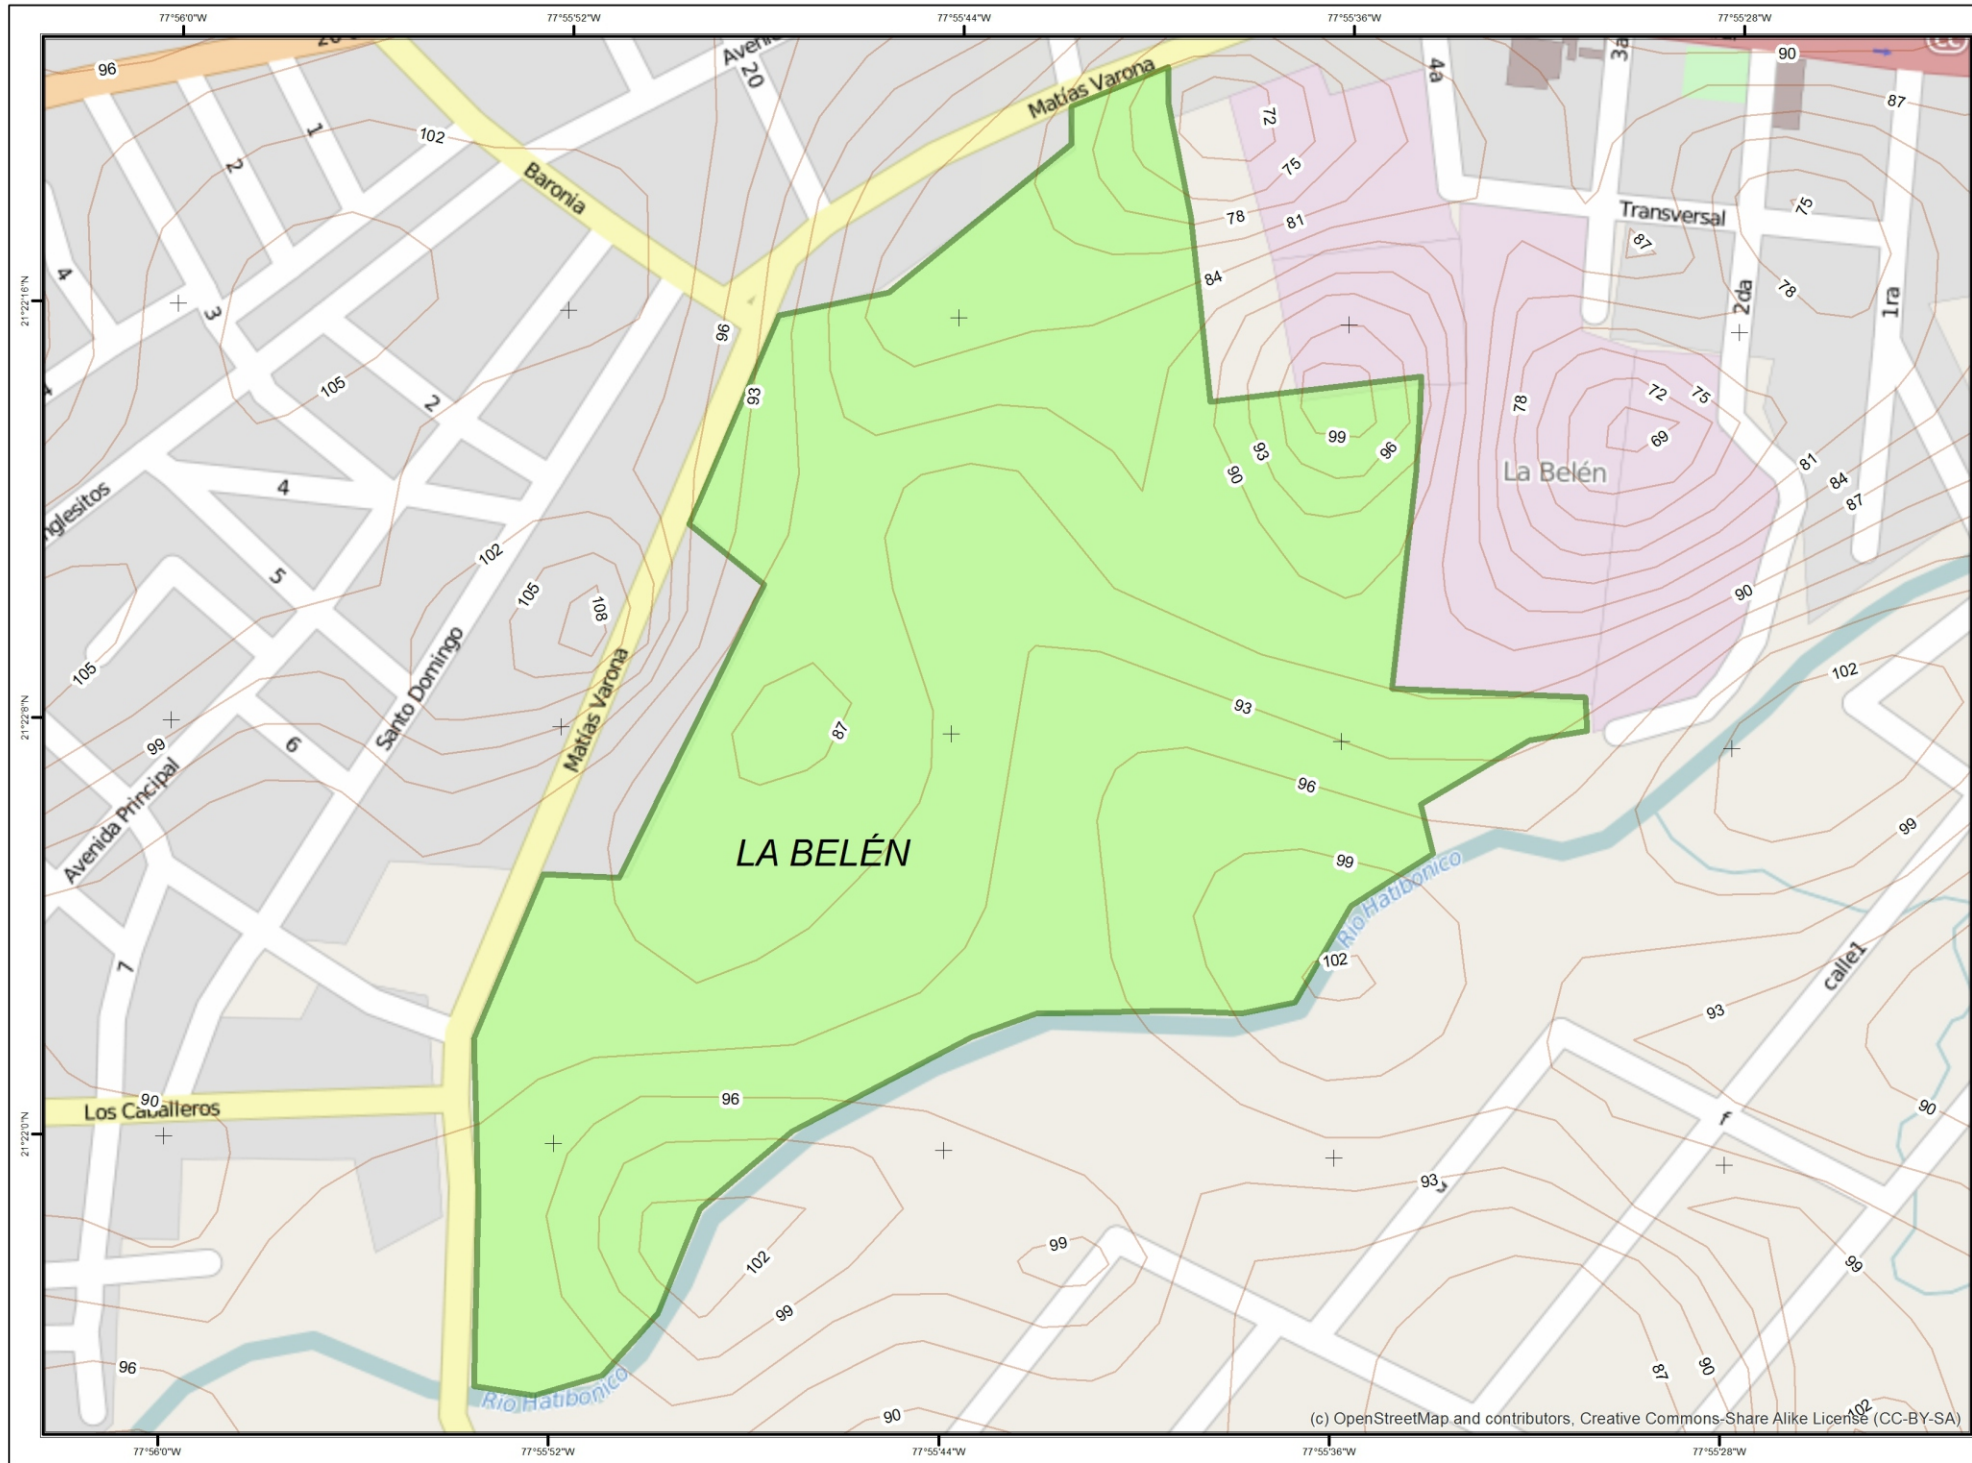 77°56'0"W
77°55'52"W
77°55'44"W
77°55'36"W
77°55'28"W
96
20
Matías Varona
4a
3a
90
87
102
1
2
20
72
75
Baronia
78
81
Transversal
75
87
84
78
2da
1ra
21°22'16"N
4
3
96
93
105
2
99
93
96
90
78
72
75
69
La Belén
81
84
87
4
102
5
105
108
90
105
Santo Domingo
Matías Varona
102
93
87
21°22'8"N
99
6
96
99
Avenida Principal
LA BELÉN
99
Río Hatibonico
102
7
calle1
93
90
Los Caballeros
96
90
f
21°22'0"N
93
99
102
99
99
96
Río Hatibonico
87
90
90
102
(c) OpenStreetMap and contributors, Creative Commons-Share Alike License (CC-BY-SA)
77°56'0"W
77°55'52"W
77°55'44"W
77°55'36"W
77°55'28"W